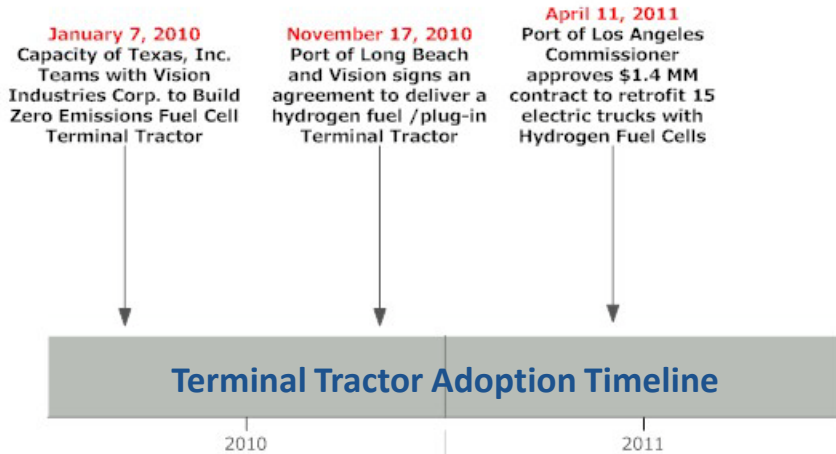 January 7, 2010
Capacity of Texas, Inc.
Teams with Vision
Industries Corp. to Build
Zero Emissions Fuel Cell
Terminal Tractor
November 17, 2010
Port of Long Beach
and Vision signs an
agreement to deliver a
hydrogen fuel /plug-in
Terminal Tractor
April 11, 2011
Port of Los Angeles
Commissioner
approves $1.4 MM
contract to retrofit 15
electric trucks with
Hydrogen Fuel Cells
Terminal Tractor Adoption Timeline
2010
2011